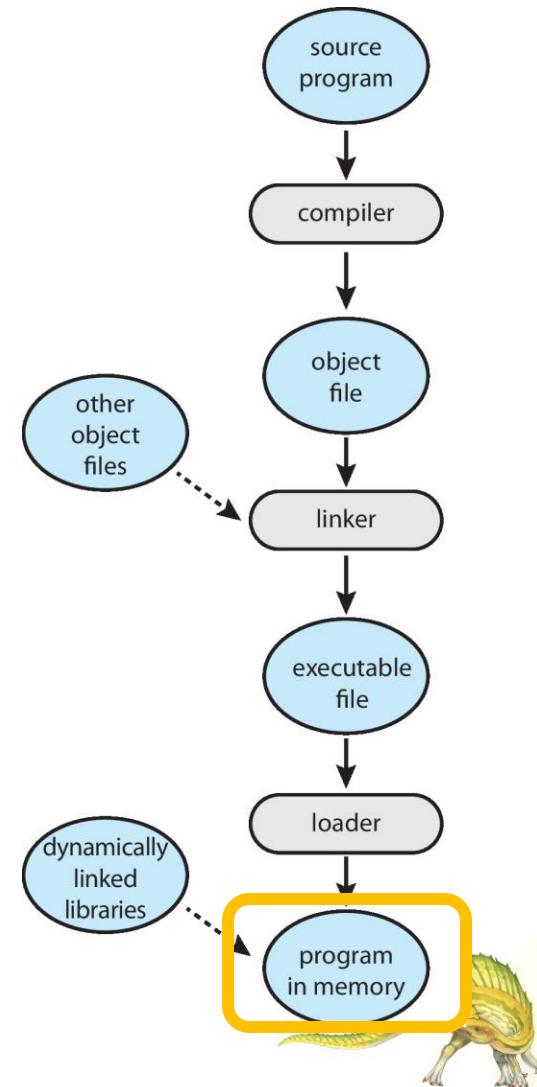 source
program
compiler
object
file
other
object
files
linker
executable
file
loader
dynamically
linked
libraries
program
in memory